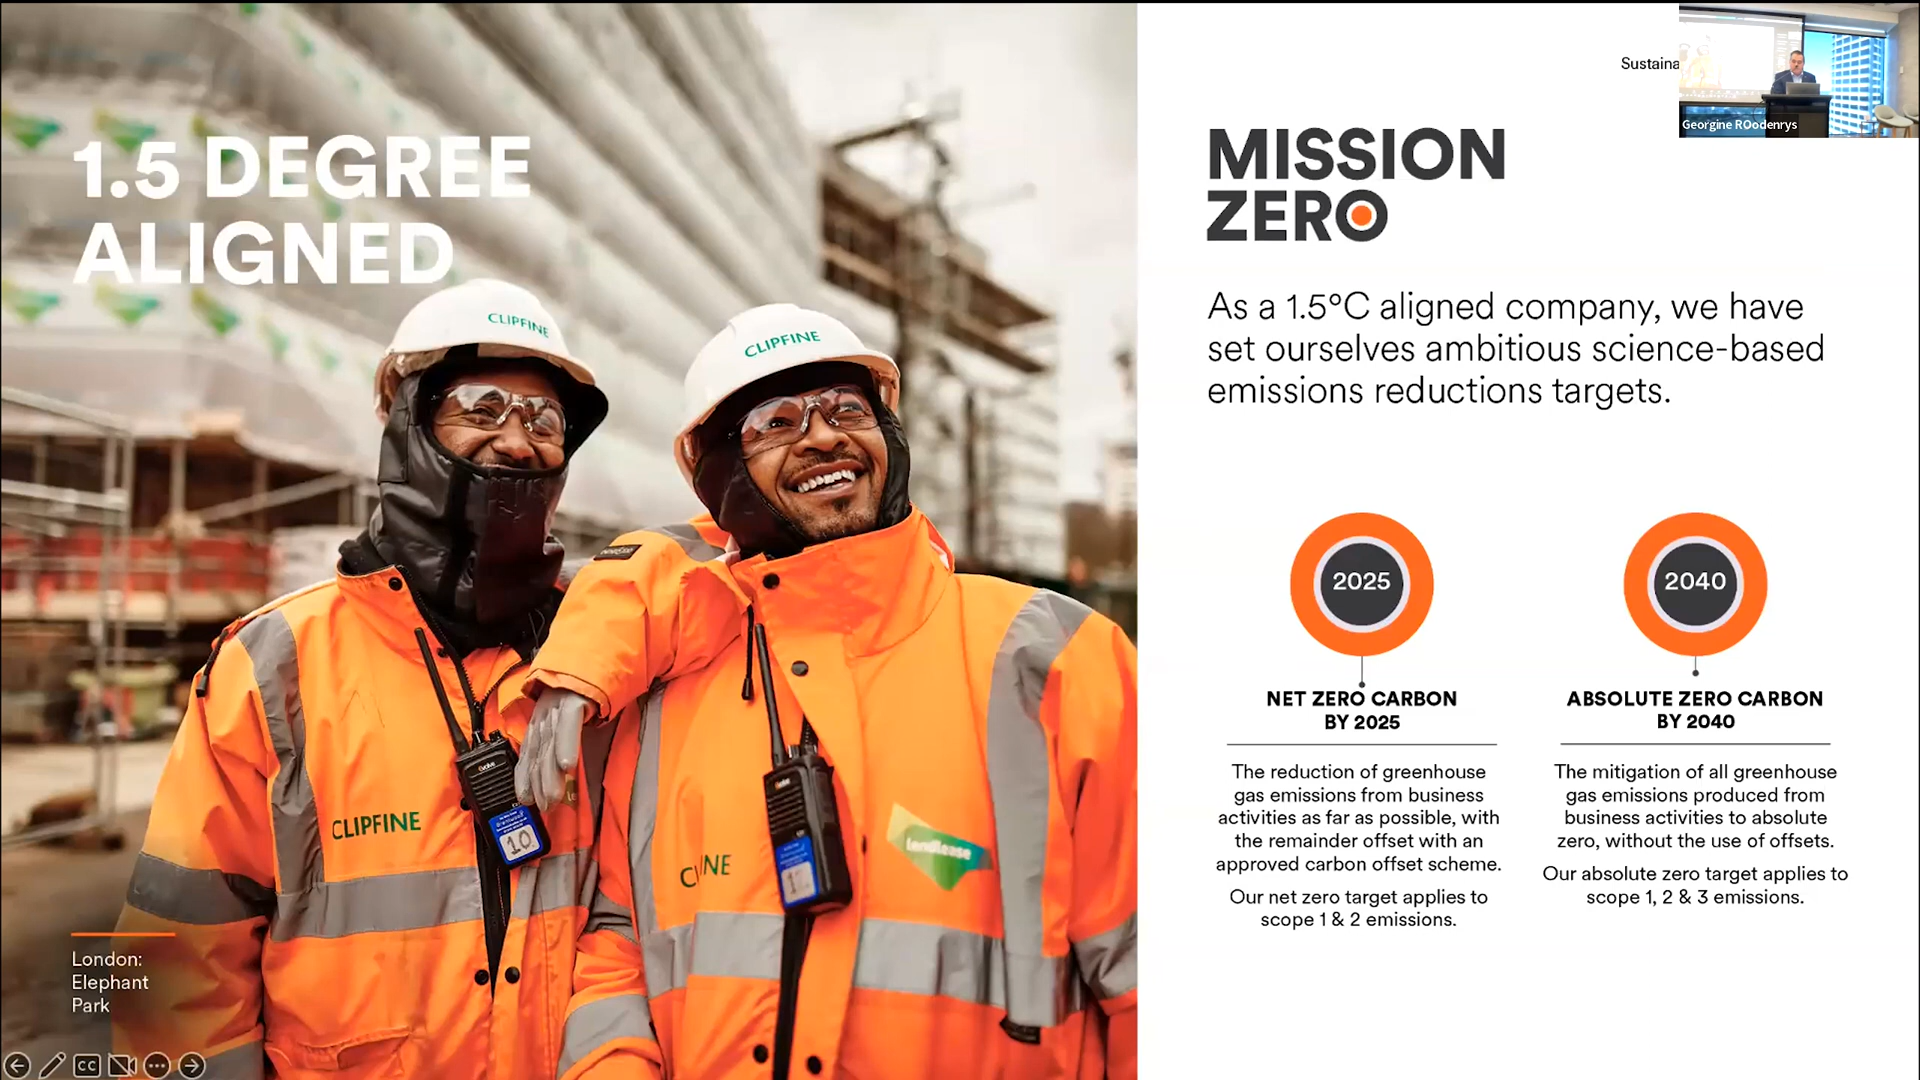 1.5 DEGREE
ALIGNED
CLIPFINE
CLIPFINE
CLIPFINE
10
lendlease
London:
Elephant
Park
CC
Sustaina
Georgine ROodenrys
MISSION
ZERO
As a 1.5°C aligned company, we have
set ourselves ambitious science-based
emissions reductions targets.
2025
NET ZERO CARBON
BY 2025
The reduction of greenhouse
gas emissions from business
activities as far as possible, with
the remainder offset with an
approved carbon offset scheme.
Our net zero target applies to
scope 1 & 2 emissions.
2040
ABSOLUTE ZERO CARBON
BY 2040
The mitigation of all greenhouse
gas emissions produced from
business activities to absolute
zero, without the use of offsets.
Our absolute zero target applies to
scope 1, 2 & 3 emissions.